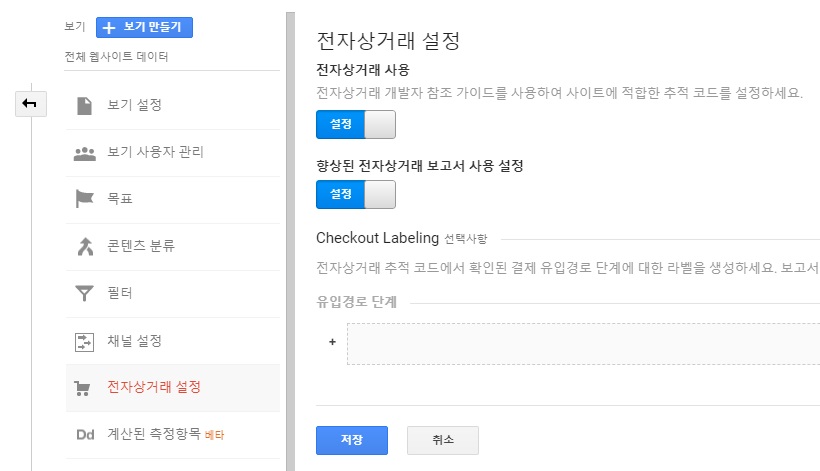 보기 + 보기 만들기
전체 웹사이트 데이터
보기 설정
보기 사용자 관리
목표
콘텐츠 분류
필터
채널 설정
전자상거래 설정
Dd 계산된 측정항목 베타
전자상거래 설정
전자상거래 사용
전자상거래 개발자 참조 가이드를 사용하여 사이트에 적합한 추적 코드를 설정하세요.
설정
향상된 전자상거래 보고서 사용 설정
설정
Checkout Labeling 선택사항
전자상거래 추적 코드에서 확인된 결제 유입경로 단계에 대한 라벨을 생성하세요. 보고서
유입경로 단계
+
저장 취소